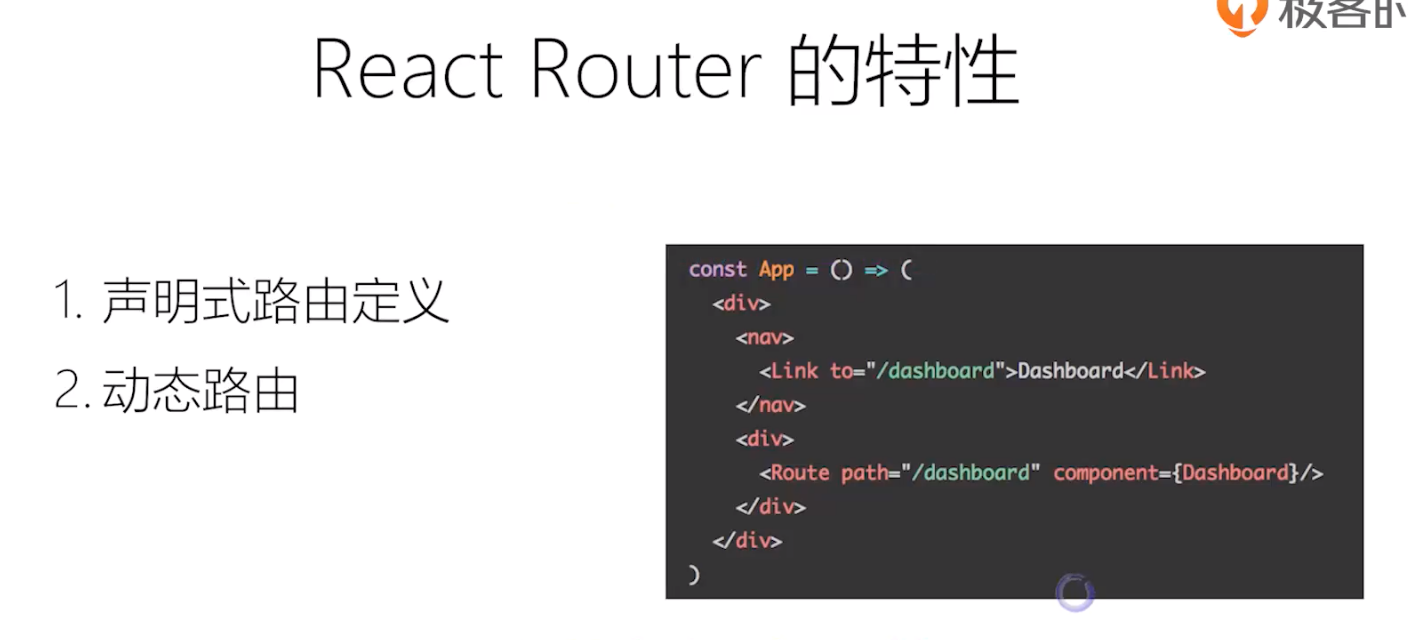 极客时
React Router 的特性
1. 声明式路由定义
2. 动态路由
const App = () => (
<div>
<nav>
<Link to="/dashboard">Dashboard</Link>
</nav>
<div>
<Route path="/dashboard" component={Dashboard}/>
</div>
</div>
)